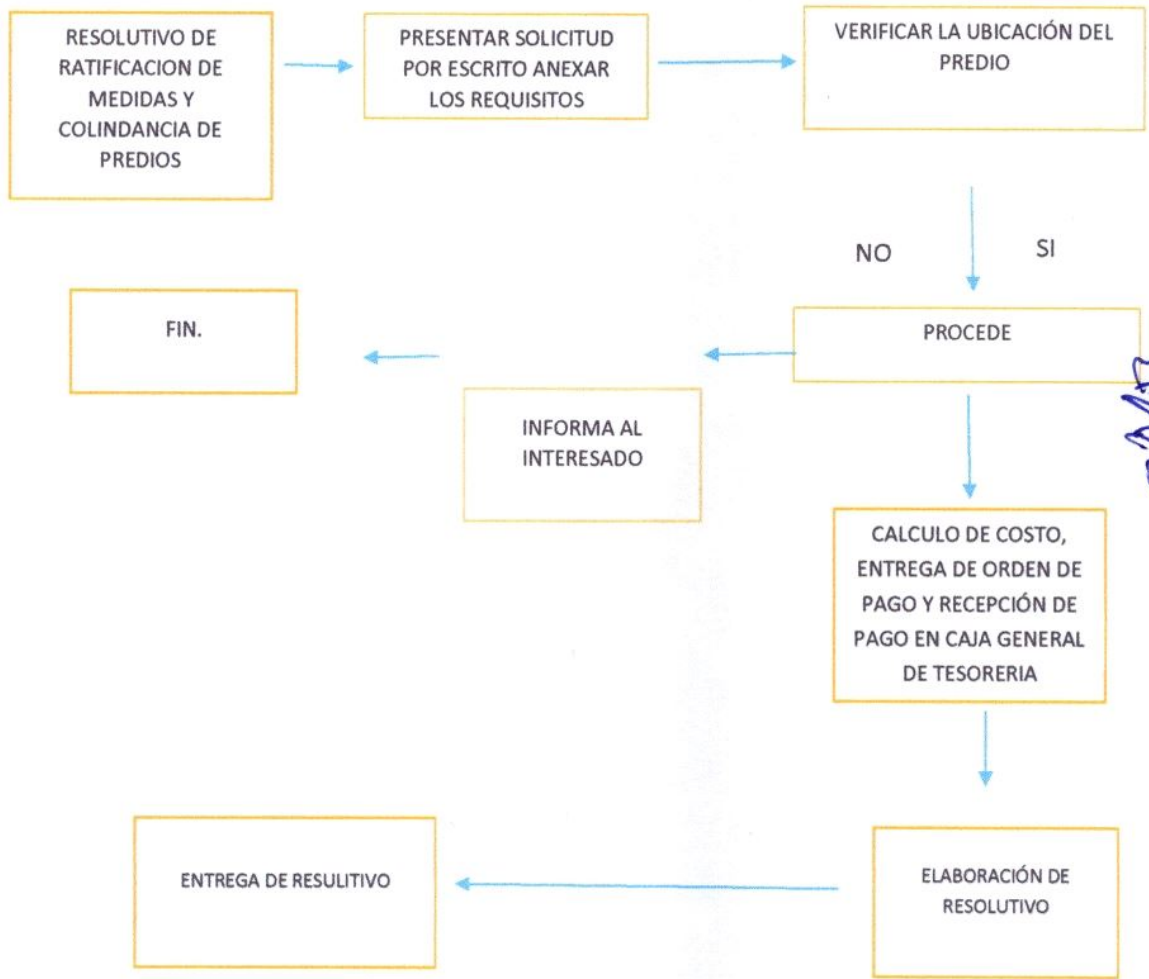 RESOLUTIVO DE
RATIFICACION DE
MEDIDAS Y
COLINDANCIA DE
PREDIOS
PRESENTAR SOLICITUD
POR ESCRITO ANEXAR
LOS REQUISITOS
VERIFICAR LA UBICACIÓN DEL
PREDIO
NO
SI
FIN.
PROCEDE
INFORMA AL
INTERESADO
CALCULO DE COSTO,
ENTREGA DE ORDEN DE
PAGO Y RECEPCIÓN DE
PAGO EN CAJA GENERAL
DE TESORERIA
ENTREGA DE RESULITIVO
ELABORACIÓN DE
RESOLUTIVO